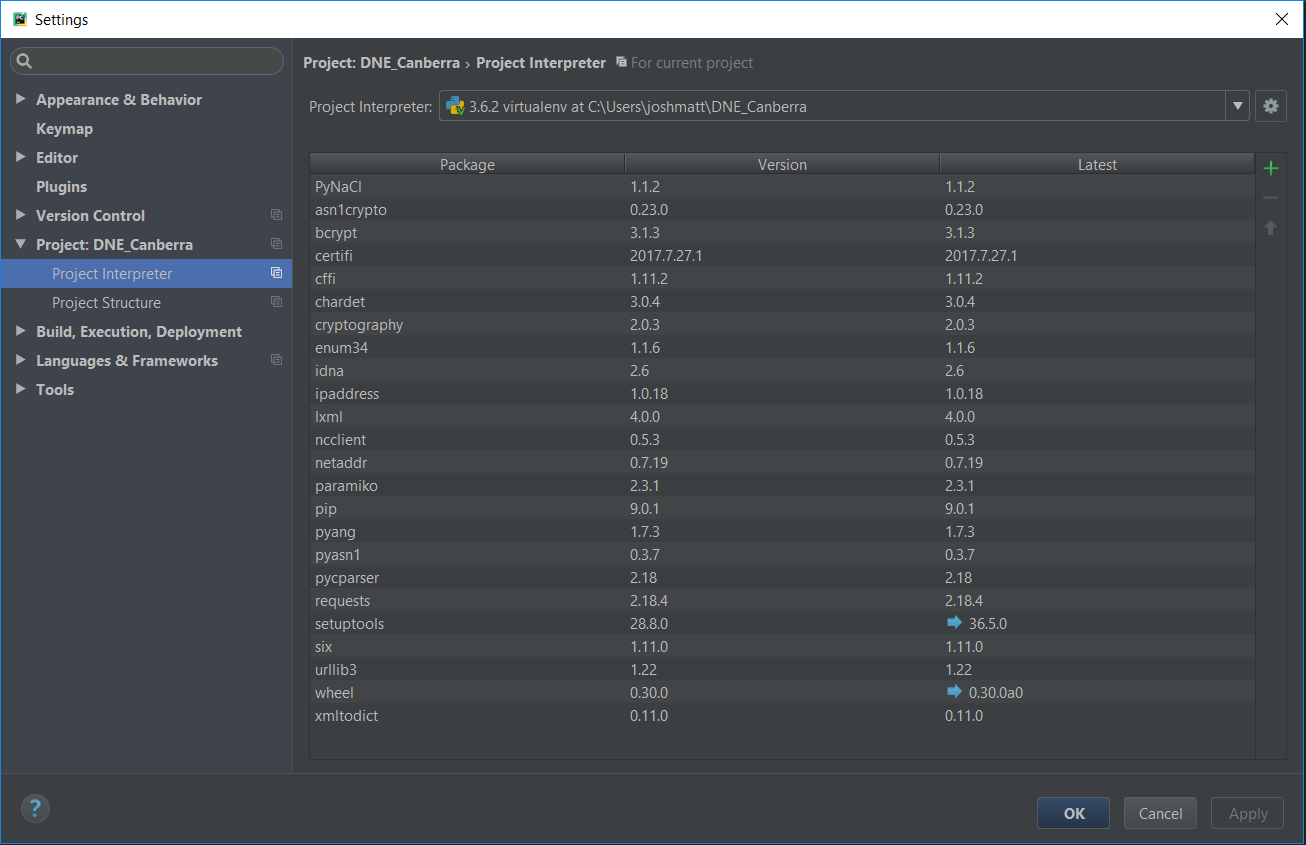 Settings
Appearance & Behavior
Keymap
Editor
Plugins
Version Control
Project: DNE_Canberra
Project Interpreter
Project Structure
Build, Execution, Deployment
Languages & Frameworks
Tools
Project: DNE_Canberra › Project Interpreter For current project
Project Interpreter: 3.6.2 virtualenv at C:\Users\joshmatt\DNE_Canberra
Package Version Latest
PyNaCl 1.1.2 1.1.2
asn1crypto 0.23.0 0.23.0
bcrypt 3.1.3 3.1.3
certifi 2017.7.27.1 2017.7.27.1
cffi 1.11.2 1.11.2
chardet 3.0.4 3.0.4
cryptography 2.0.3 2.0.3
enum34 1.1.6 1.1.6
idna 2.6 2.6
ipaddress 1.0.18 1.0.18
lxml 4.0.0 4.0.0
ncclient 0.5.3 0.5.3
netaddr 0.7.19 0.7.19
paramiko 2.3.1 2.3.1
pip 9.0.1 9.0.1
pyang 1.7.3 1.7.3
pyasn1 0.3.7 0.3.7
pycparser 2.18 2.18
requests 2.18.4 2.18.4
setuptools 28.8.0 36.5.0
six 1.11.0 1.11.0
urllib3 1.22 1.22
wheel 0.30.0 0.30.0a0
xmltodict 0.11.0 0.11.0
? OK Cancel Apply